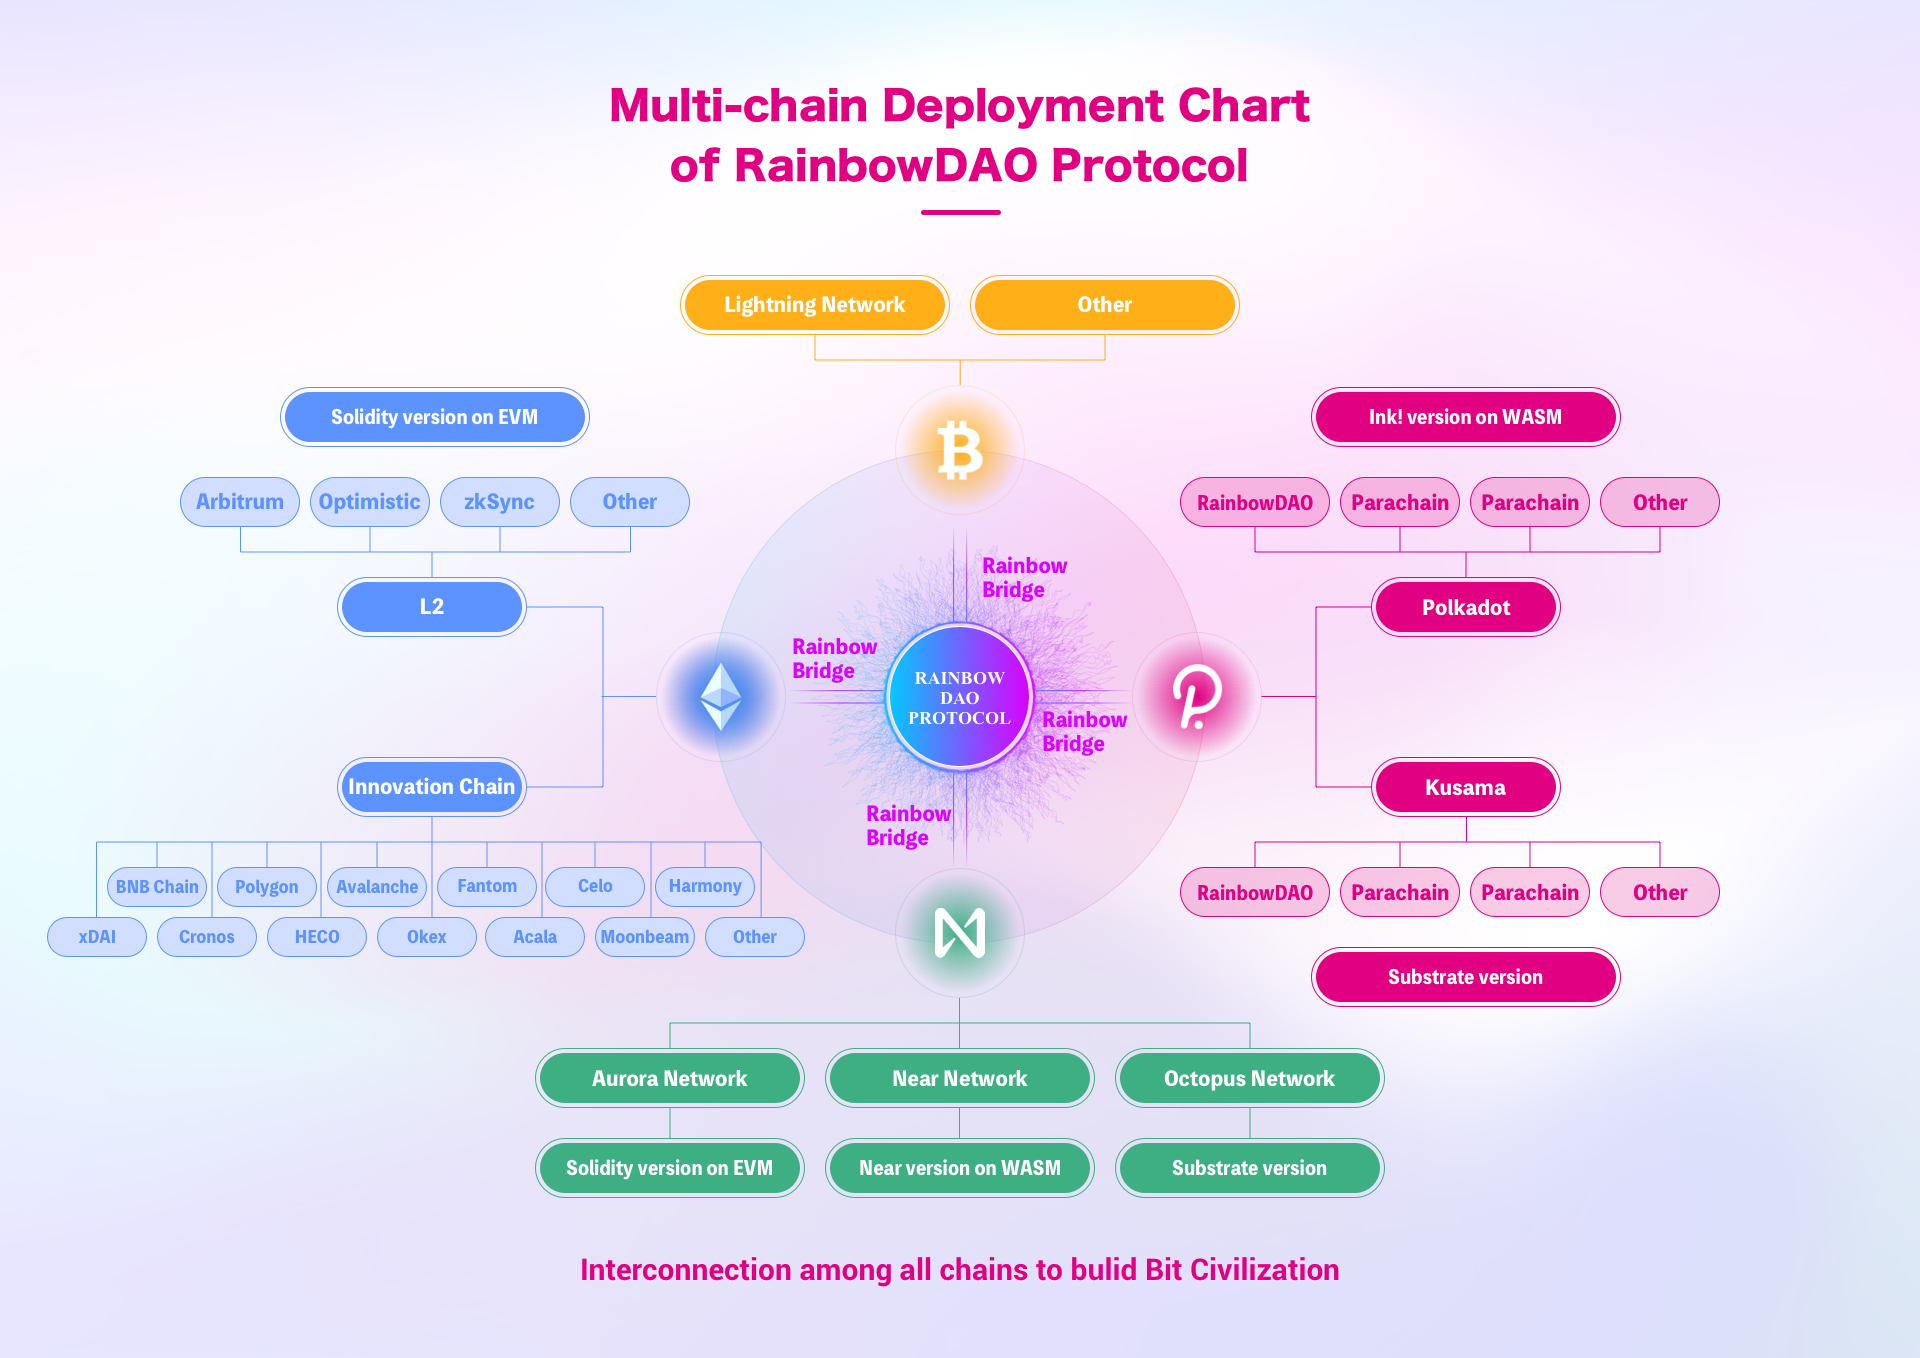 Multi-chain Deployment Chart
of RainbowDAO Protocol
Lightning Network
Other
Solidity version on EVM
Arbitrum
Optimistic
zkSync
Other
L2
Innovation Chain
BNB Chain
Polygon
Avalanche
Fantom
Celo
Harmony
xDAI
Cronos
HECO
Okex
Acala
Moonbeam
Other
Rainbow
Bridge
Rainbow
Bridge
RAINBOW
DAO
PROTOCOL
Rainbow
Bridge
Rainbow
Bridge
Ink! version on WASM
RainbowDAO
Parachain
Parachain
Other
Polkadot
Kusama
RainbowDAO
Parachain
Parachain
Other
Substrate version
Aurora Network
Near Network
Octopus Network
Solidity version on EVM
Near version on WASM
Substrate version
Interconnection among all chains to bulid Bit Civilization